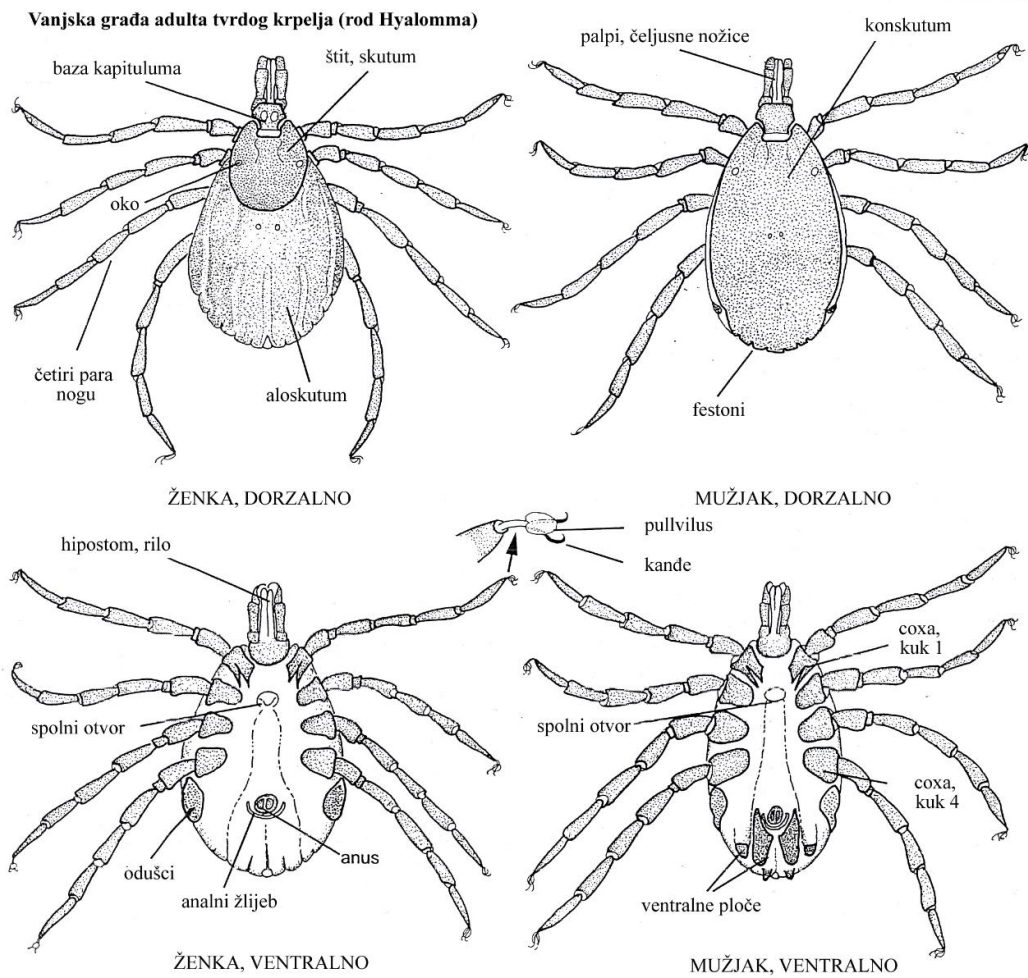 Vanjska građa adulta tvrdog krpelja (rod Hyalomma)
baza kapituluma
štit, skutum
oko
četiri para
nogu
aloskutum
ŽENKA, DORZALNO
palpi, čeljusne nožice
konskutum
festoni
MUŽJAK, DORZALNO
pullvilus
kanđe
hipostom, rilo
spolni otvor
odušci
anus
analni žlijeb
ŽENKA, VENTRALNO
coxa,
kuk 1
spolni otvor
coxa,
kuk 4
ventralne ploče
MUŽJAK, VENTRALNO